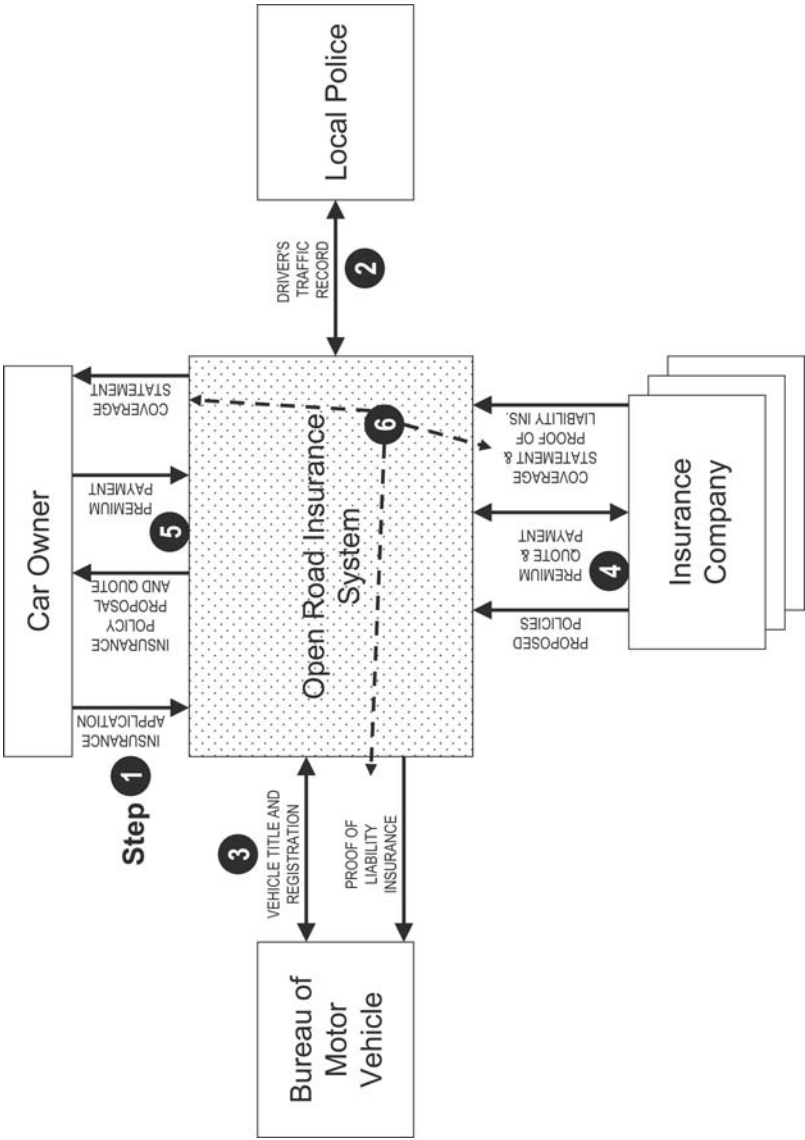 Car Owner
Step 1
INSURANCE
APPLICATION
INSURANCE
POLICY
PROPOSAL
AND QUOTE
5
PREMIUM
PAYMENT
COVERAGE
STATEMENT
Bureau of
Motor
Vehicle
3
VEHICLE TITLE AND
REGISTRATION
PROOF OF
LIABILITY
INSURANCE
Open Road Insurance
System
6
DRIVER'S
TRAFFIC
RECORD
2
Local Police
PROPOSED
POLICIES
4
PREMIUM
QUOTE &
PAYMENT
COVERAGE
STATEMENT &
PROOF OF
LIABILITY INS.
Insurance
Company